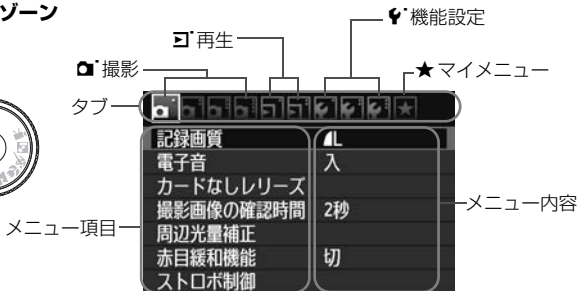 ゾーン
機能設定
再生
撮影
★マイメニュー
タブ
記録画質 L
電子音 入
カードなしレリーズ
撮影画像の確認時間 2秒
メニュー内容
メニュー項目
周辺光量補正
赤目緩和機能 切
ストロボ制御